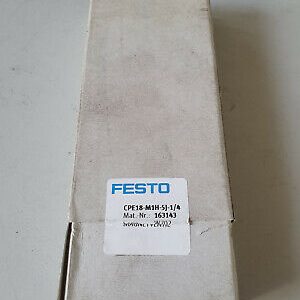 FESTO
CPE18-M1H-5J-1/4
Mat.-Nr.: 163143